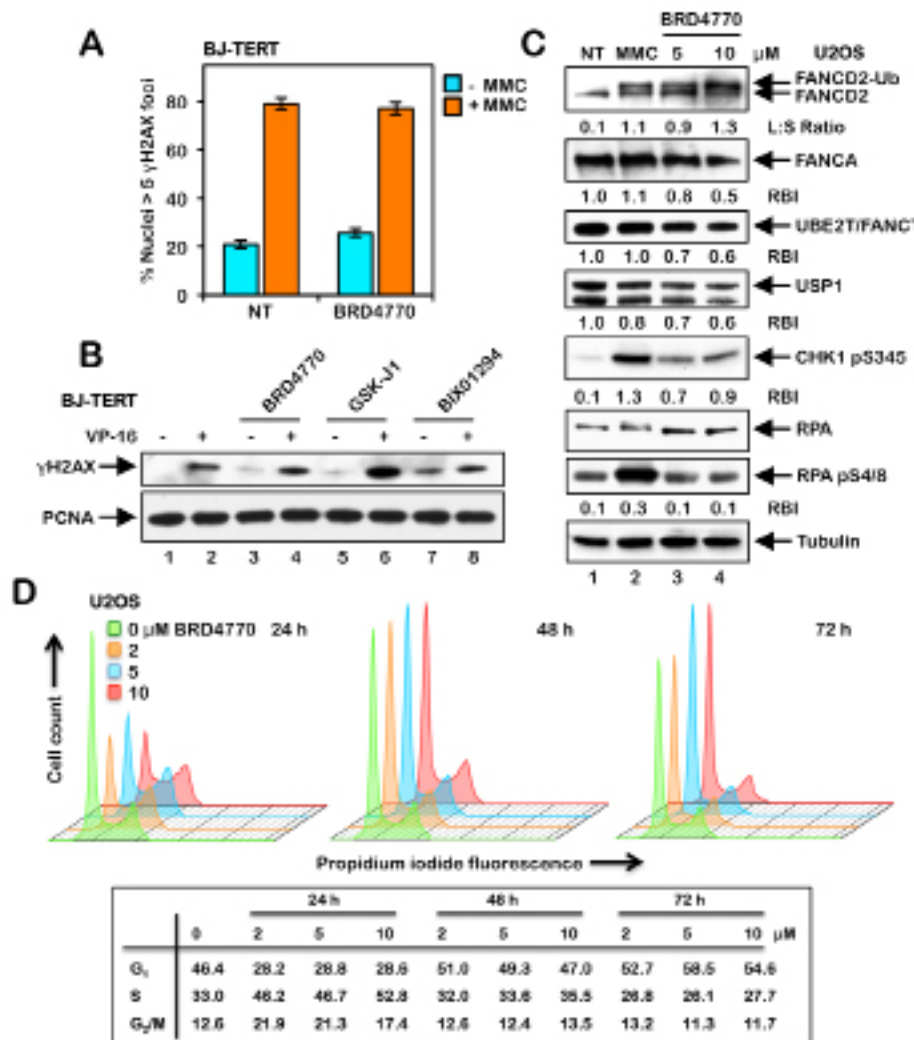 A
BJ-TERT
% Nuclei > 5 γH2AX foi
80
60
40
20
0
NT
BRD4770
- MMC
+ MMC
B
BRD4770
GSK-J1
BIX01294
BJ-TERT
VP-16 - + - + - + - +
γH2AX
PCNA
1 2 3 4 5 6 7 8
C
BRD4770
NT MMC 5 10 μM U2OS
FANCD2-Ub
FANCD2
0.1 1.1 0.9 1.3 L:S Ratio
FANCA
1.0 1.1 0.8 0.5 RBI
UBE2T/FANCT
1.0 1.0 0.7 0.6 RBI
USP1
1.0 0.8 0.7 0.6 RBI
CHK1 pS345
0.1 1.3 0.7 0.9 RBI
RPA
RPA pS4/8
0.1 0.3 0.1 0.1 RBI
Tubulin
1 2 3 4
D
U2OS
0 μM BRD4770
2
5
10
24 h
48 h
72 h
Cell count
Propidium iodide fluorescence
24 h 48 h 72 h
0 2 5 10 2 5 10 2 5 10 μM
G₁ 46.4 28.2 28.8 28.6 51.0 49.3 47.0 52.7 58.5 54.6
S 33.0 46.2 46.7 52.8 32.0 33.6 35.5 26.8 26.1 27.7
G₂/M 12.6 21.9 21.3 17.4 12.6 12.4 13.5 13.2 11.3 11.7